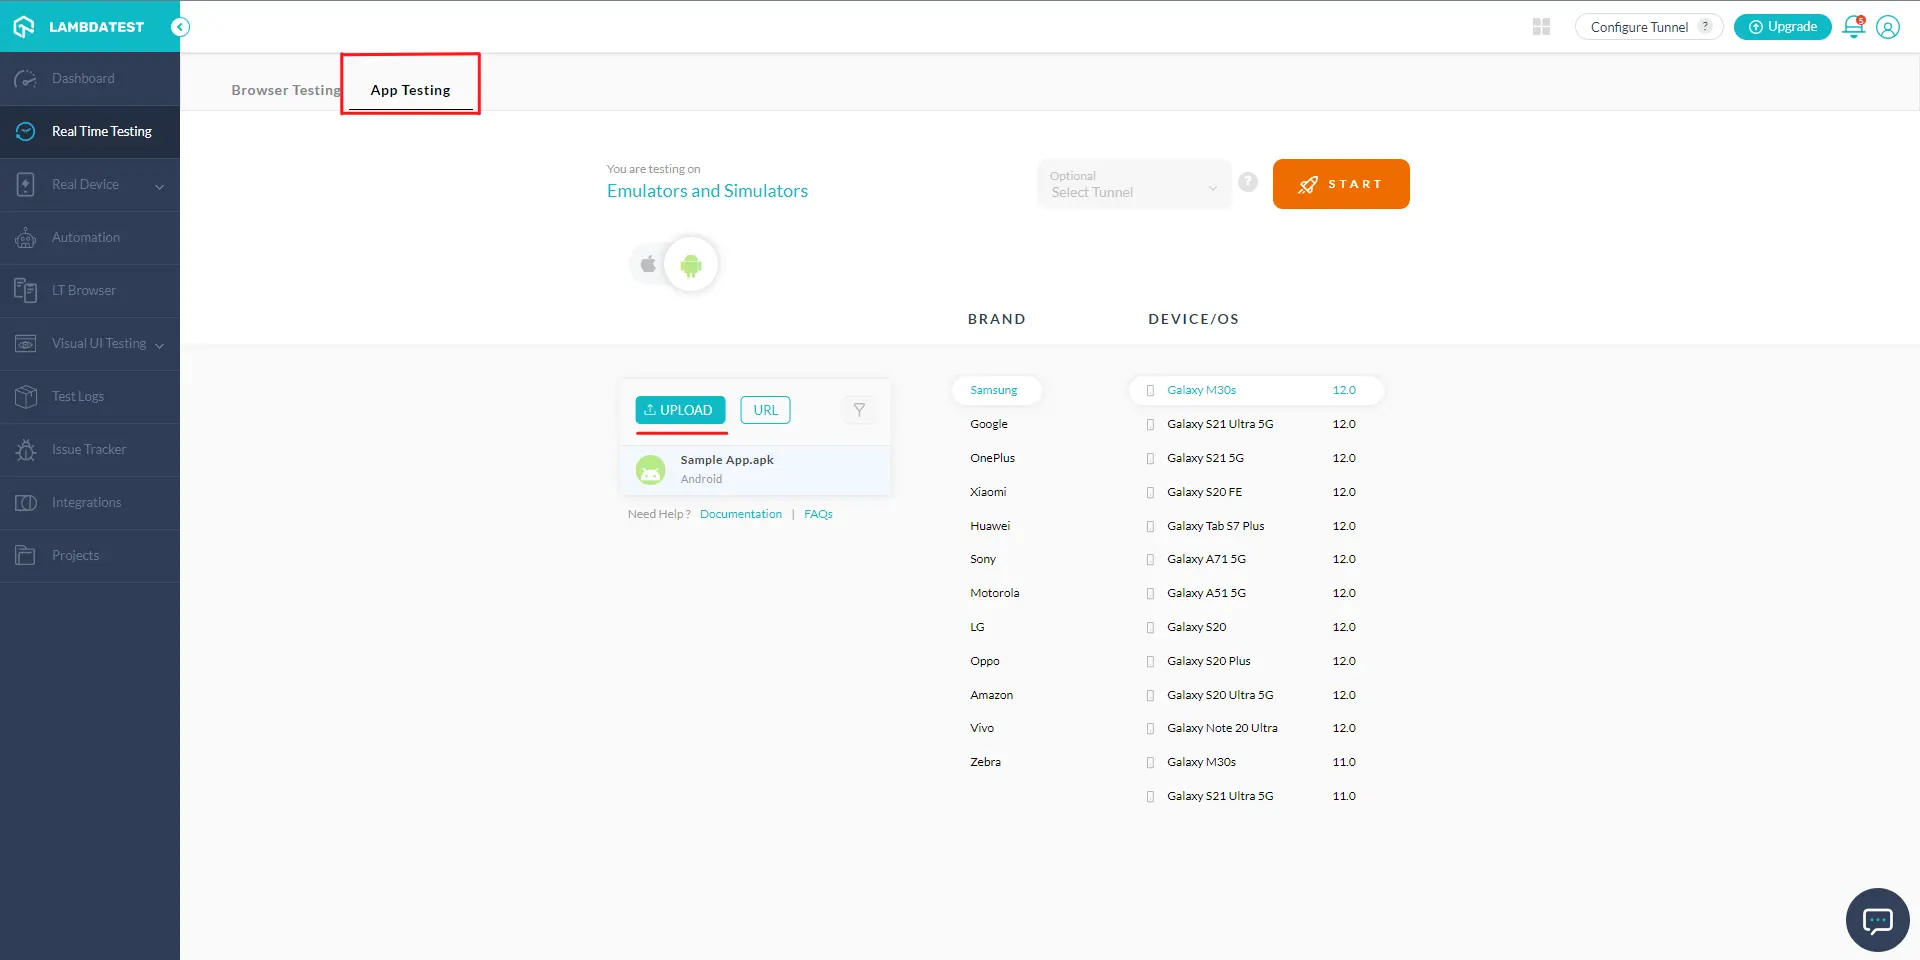 LAMBDATEST
Configure Tunnel ?
Upgrade
5
Dashboard
Real Time Testing
Real Device
Automation
LT Browser
Visual UI Testing
Test Logs
Issue Tracker
Integrations
Projects
Browser Testing
App Testing
You are testing on
Emulators and Simulators
Optional
Select Tunnel
?
START
BRAND
DEVICE/OS
UPLOAD
URL
Sample App.apk
Android
Need Help ? Documentation | FAQs
Samsung
Google
OnePlus
Xiaomi
Huawei
Sony
Motorola
LG
Oppo
Amazon
Vivo
Zebra
Galaxy M30s 12.0
Galaxy S21 Ultra 5G 12.0
Galaxy S21 5G 12.0
Galaxy S20 FE 12.0
Galaxy Tab S7 Plus 12.0
Galaxy A71 5G 12.0
Galaxy A51 5G 12.0
Galaxy S20 12.0
Galaxy S20 Plus 12.0
Galaxy S20 Ultra 5G 12.0
Galaxy Note 20 Ultra 12.0
Galaxy M30s 11.0
Galaxy S21 Ultra 5G 11.0